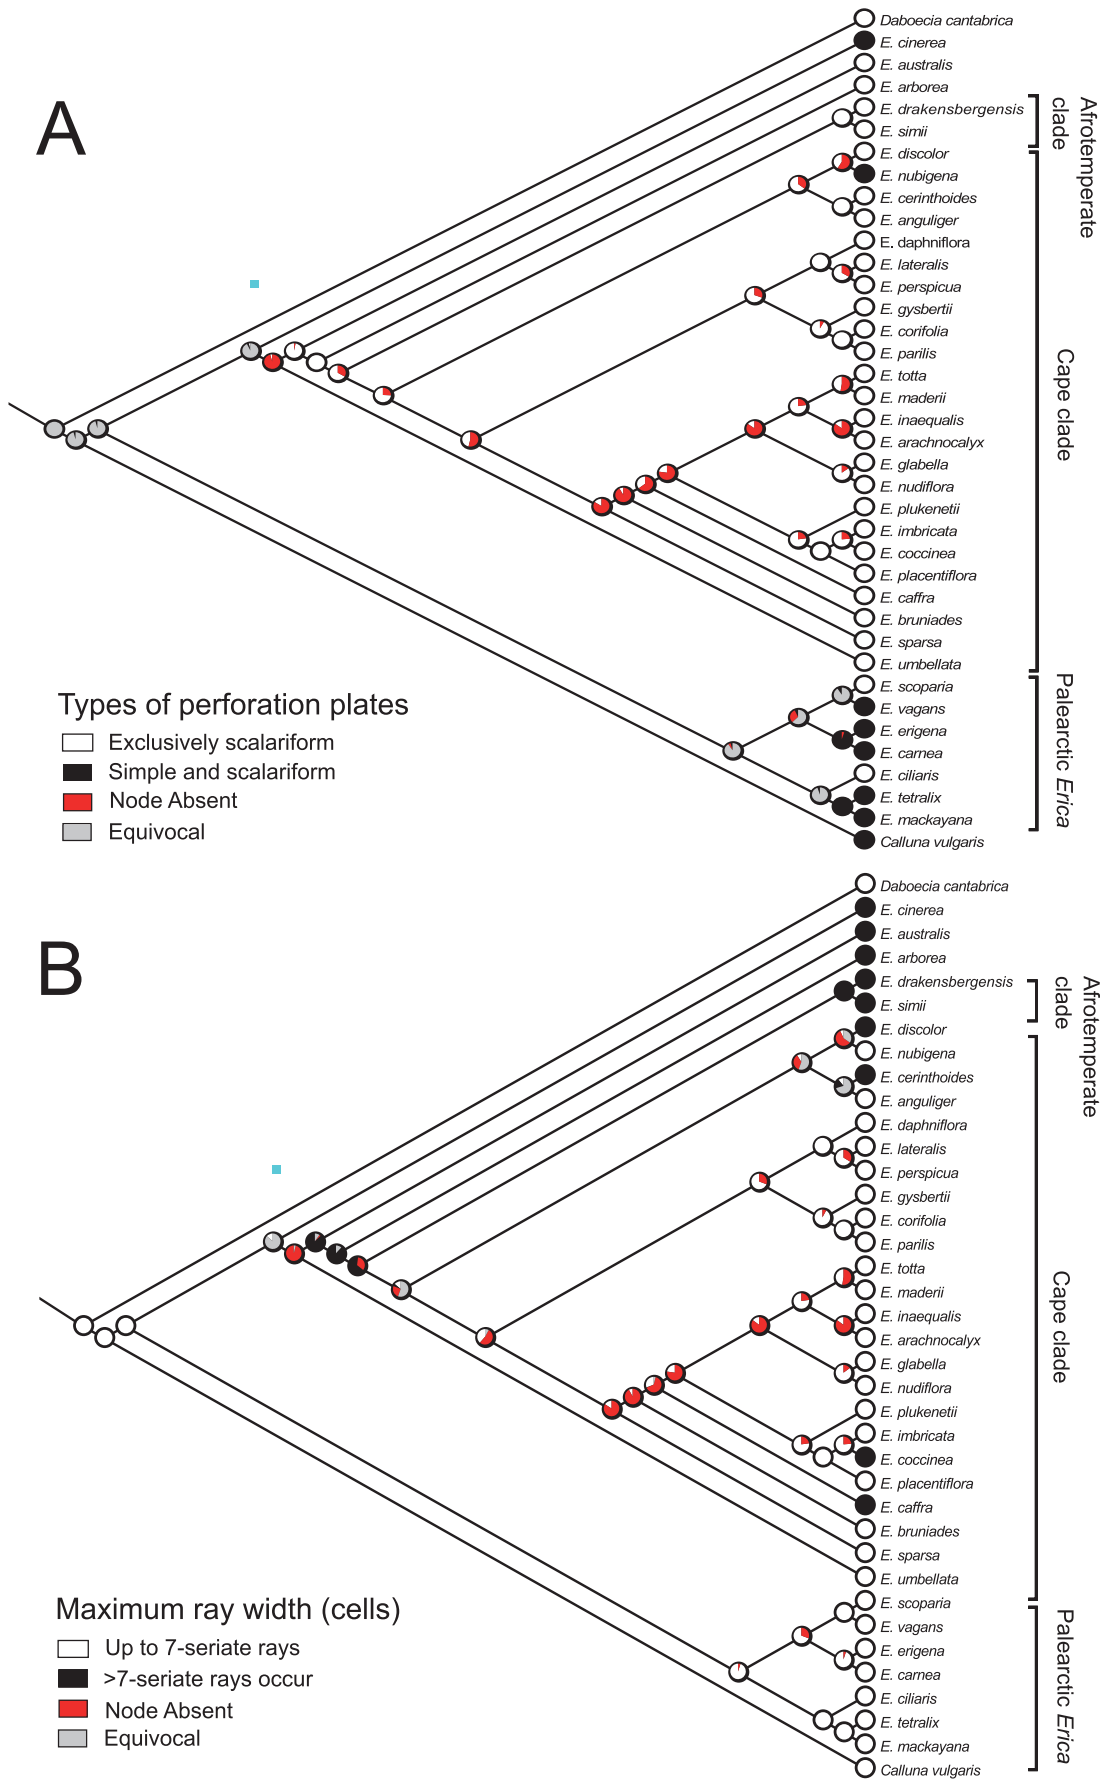 A
Daboecia cantabrica
E. cinerea
E. australis
E. arborea
E. drakensbergensis
E. simii
E. discolor
E. nubigena
E. cerinthoides
E. anguliger
E. daphniflora
E. lateralis
E. perspicua
E. gysbertii
E. corifolia
E. parilis
E. totta
E. maderii
E. inaequalis
E. arachnocalyx
E. glabella
E. nudiflora
E. plukenetii
E. imbricata
E. coccinea
E. placentiflora
E. caffra
E. bruniades
E. sparsa
E. umbellata
E. scoparia
E. vagans
E. erigena
E. carnea
E. ciliaris
E. tetralix
E. mackayana
Calluna vulgaris
Afrotemperate
clade
Cape clade
Palearctic Erica
Types of perforation plates
Exclusively scalariform
Simple and scalariform
Node Absent
Equivocal
B
Daboecia cantabrica
E. cinerea
E. australis
E. arborea
E. drakensbergensis
E. simii
E. discolor
E. nubigena
E. cerinthoides
E. anguliger
E. daphniflora
E. lateralis
E. perspicua
E. gysbertii
E. corifolia
E. parilis
E. totta
E. maderii
E. inaequalis
E. arachnocalyx
E. glabella
E. nudiflora
E. plukenetii
E. imbricata
E. coccinea
E. placentiflora
E. caffra
E. bruniades
E. sparsa
E. umbellata
E. scoparia
E. vagans
E. erigena
E. carnea
E. ciliaris
E. tetralix
E. mackayana
Calluna vulgaris
Afrotemperate
clade
Cape clade
Palearctic Erica
Maximum ray width (cells)
Up to 7-seriate rays
>7-seriate rays occur
Node Absent
Equivocal